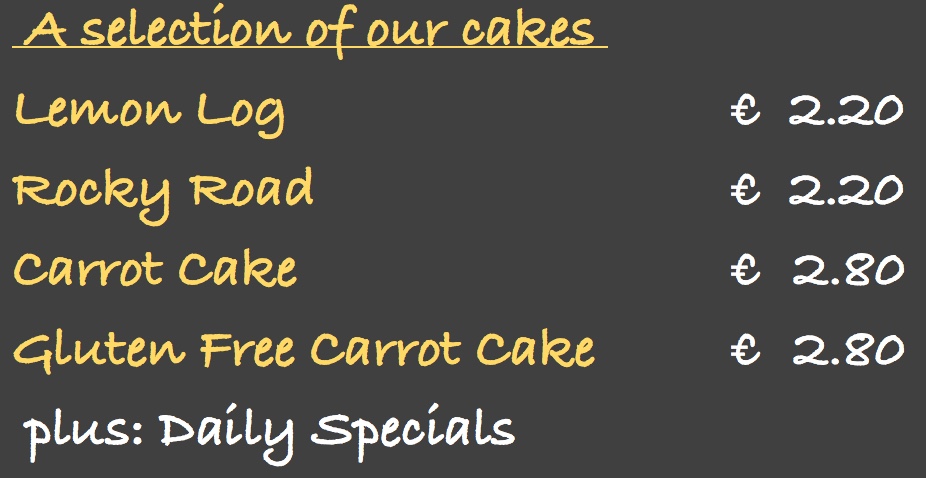 A selection of our cakes
Lemon Log € 2.20
Rocky Road € 2.20
Carrot Cake € 2.80
Gluten Free Carrot Cake € 2.80
plus: Daily Specials